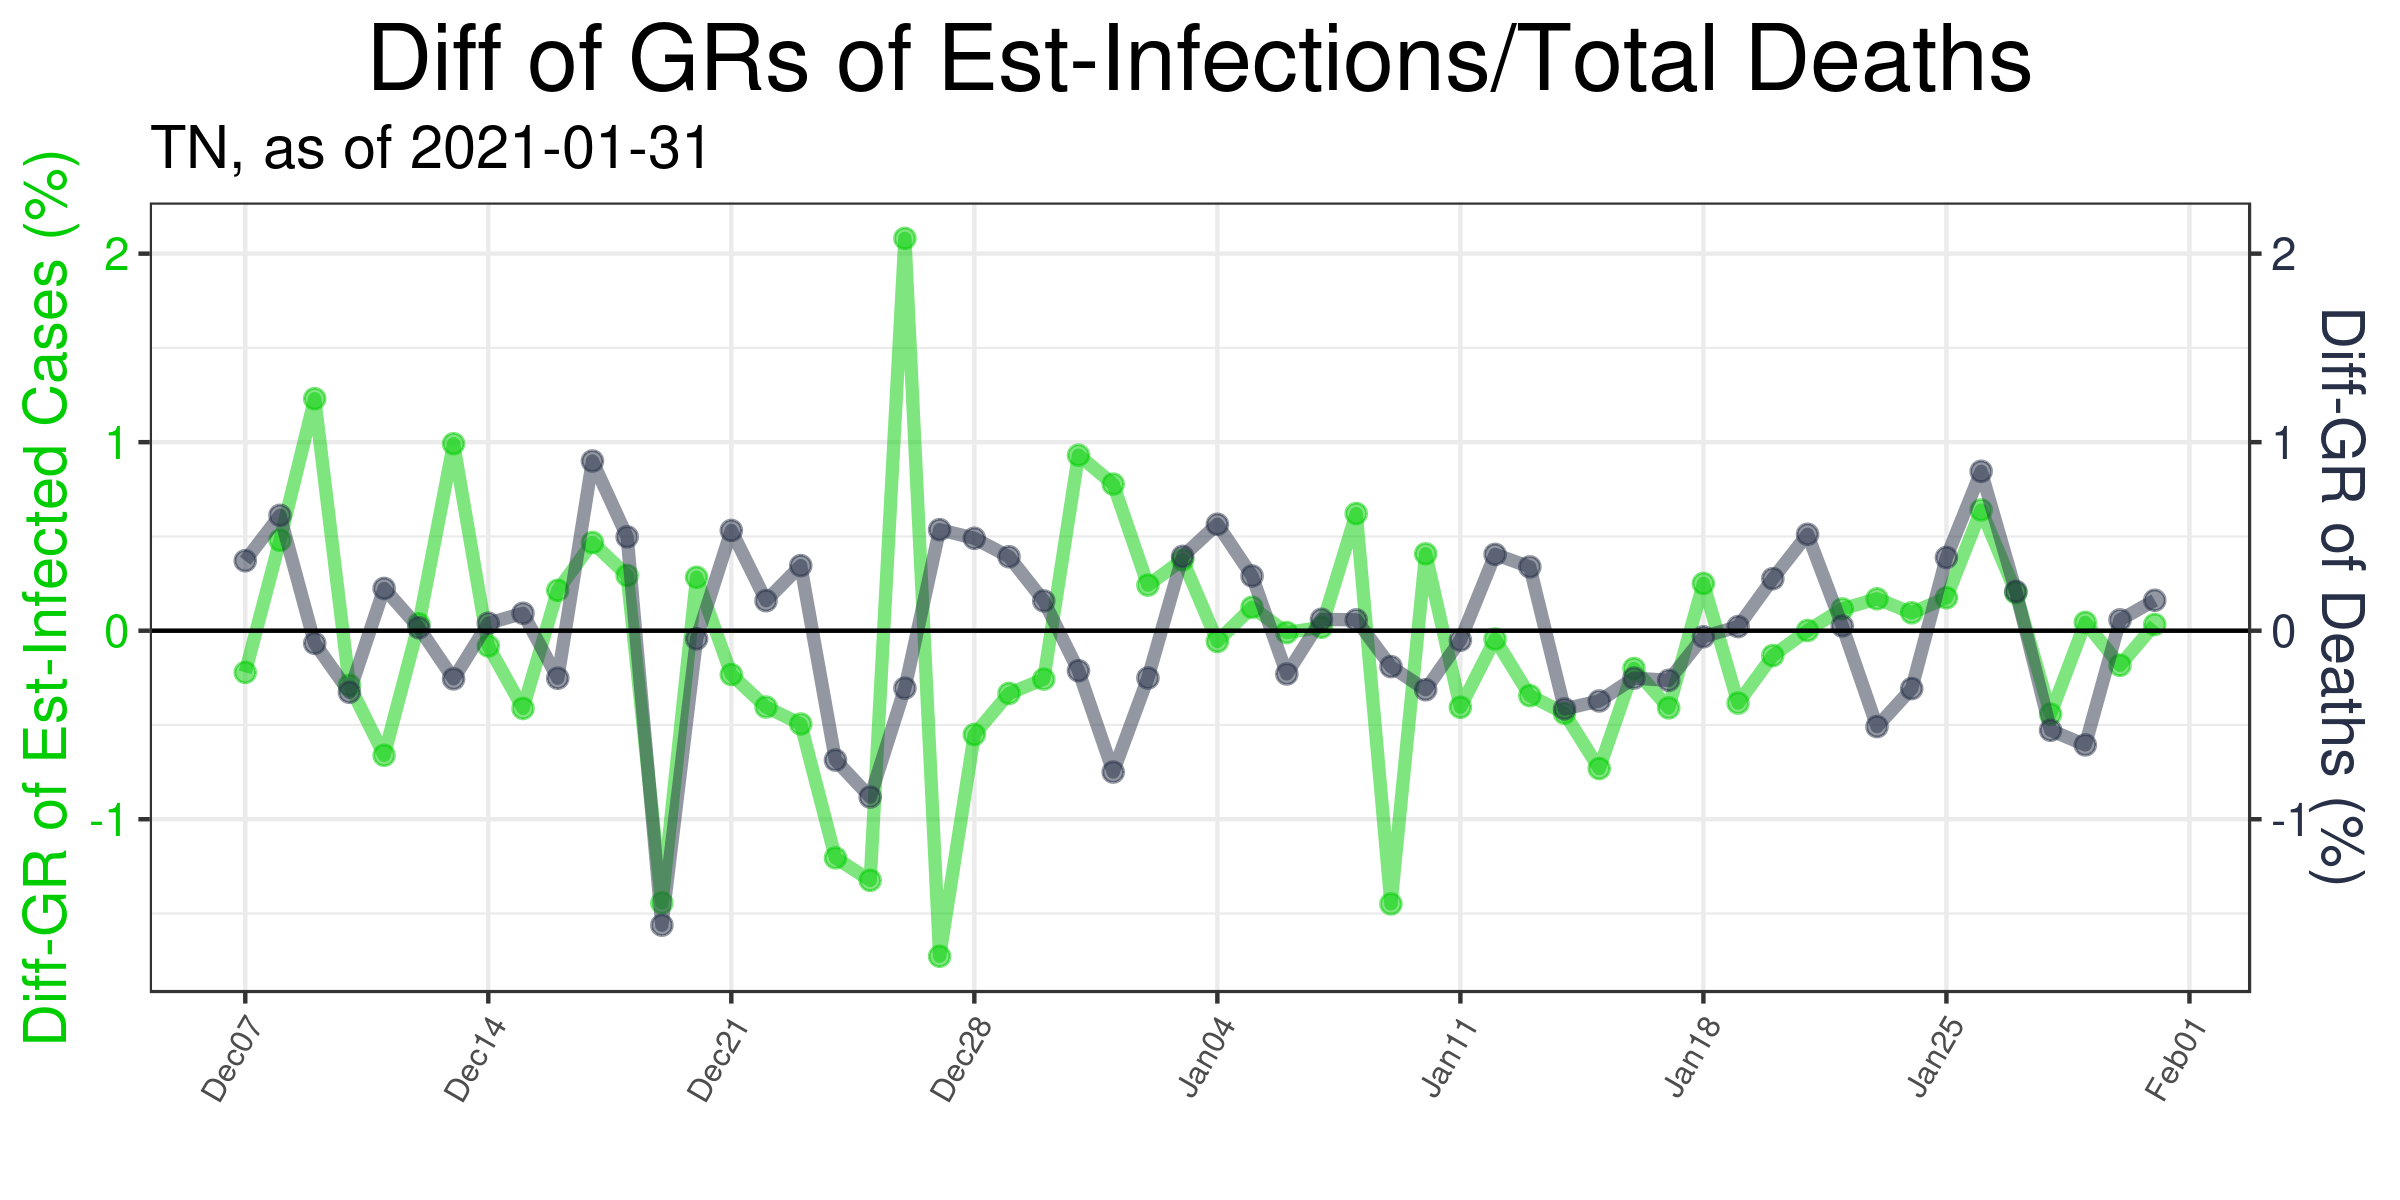 Diff of GRs of Est-Infections/Total Deaths
TN, as of 2021-01-31
Diff-GR of Est-Infected Cases (%)
2
1
0
-1
2
1
0
-1
Diff-GR of Deaths (%)
Dec07
Dec14
Dec21
Dec28
Jan04
Jan11
Jan18
Jan25
Feb01